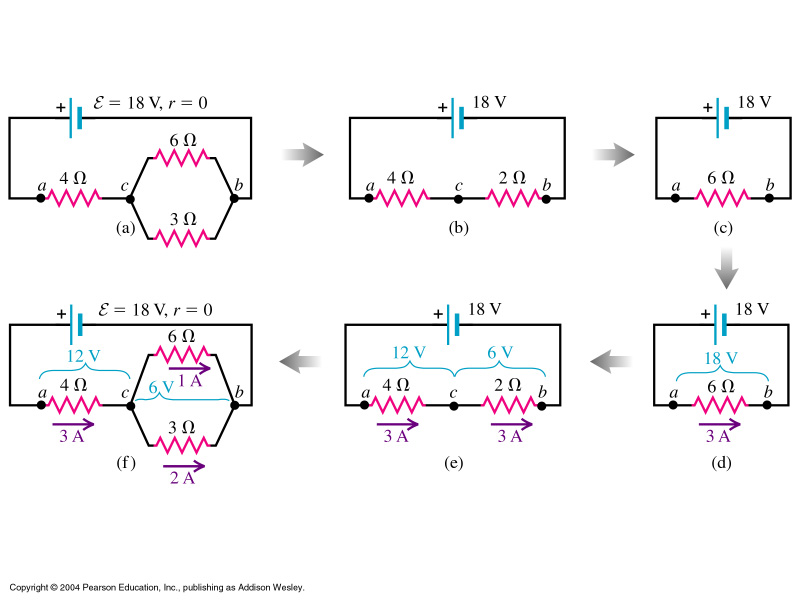 + ℰ = 18 V, r = 0
6 Ω
a 4 Ω c b
3 Ω
(a)
+ 18 V
a 4 Ω c 2 Ω b
(b)
+ 18 V
a 6 Ω b
(c)
+ ℰ = 18 V, r = 0
6 Ω
12 V
1 A
a 4 Ω c 6 V b
3 A
3 Ω
2 A
(f)
+ 18 V
12 V 6 V
a 4 Ω c 2 Ω b
3 A 3 A
(e)
+ 18 V
18 V
a 6 Ω b
3 A
(d)
Copyright © 2004 Pearson Education, Inc., publishing as Addison Wesley.